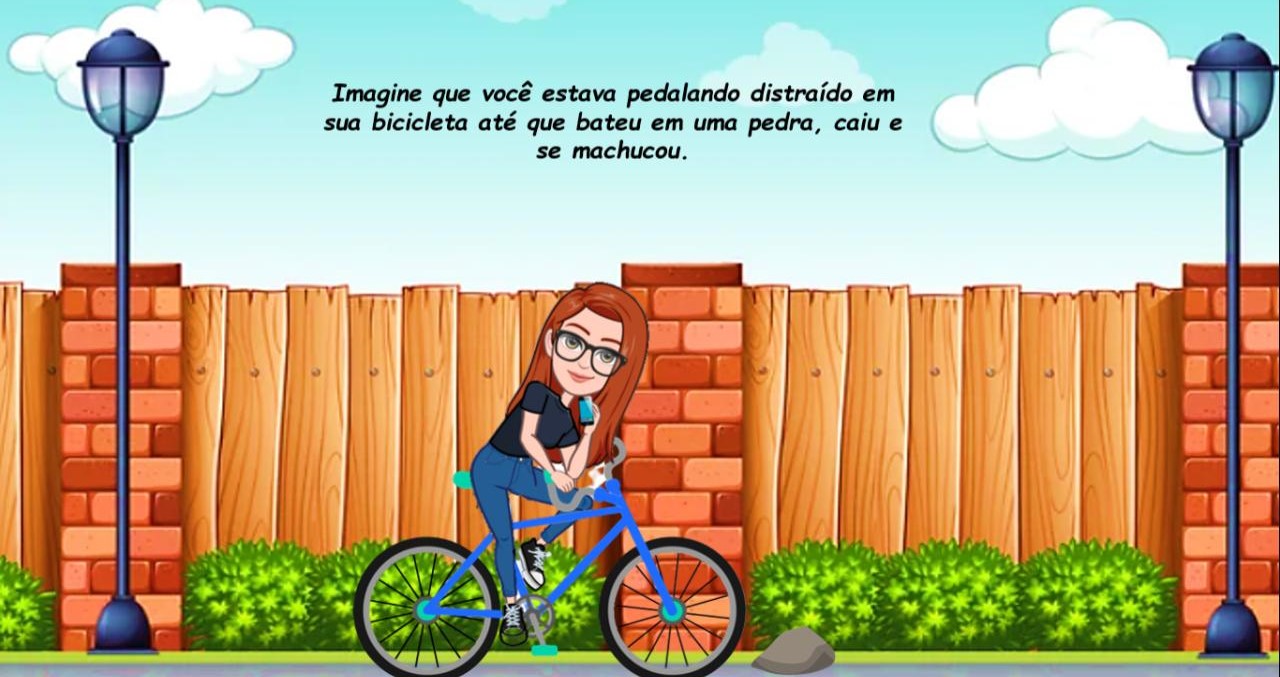 Imagine que você estava pedalando distraído em
sua bicicleta até que bateu em uma pedra, caiu e
se machucou.